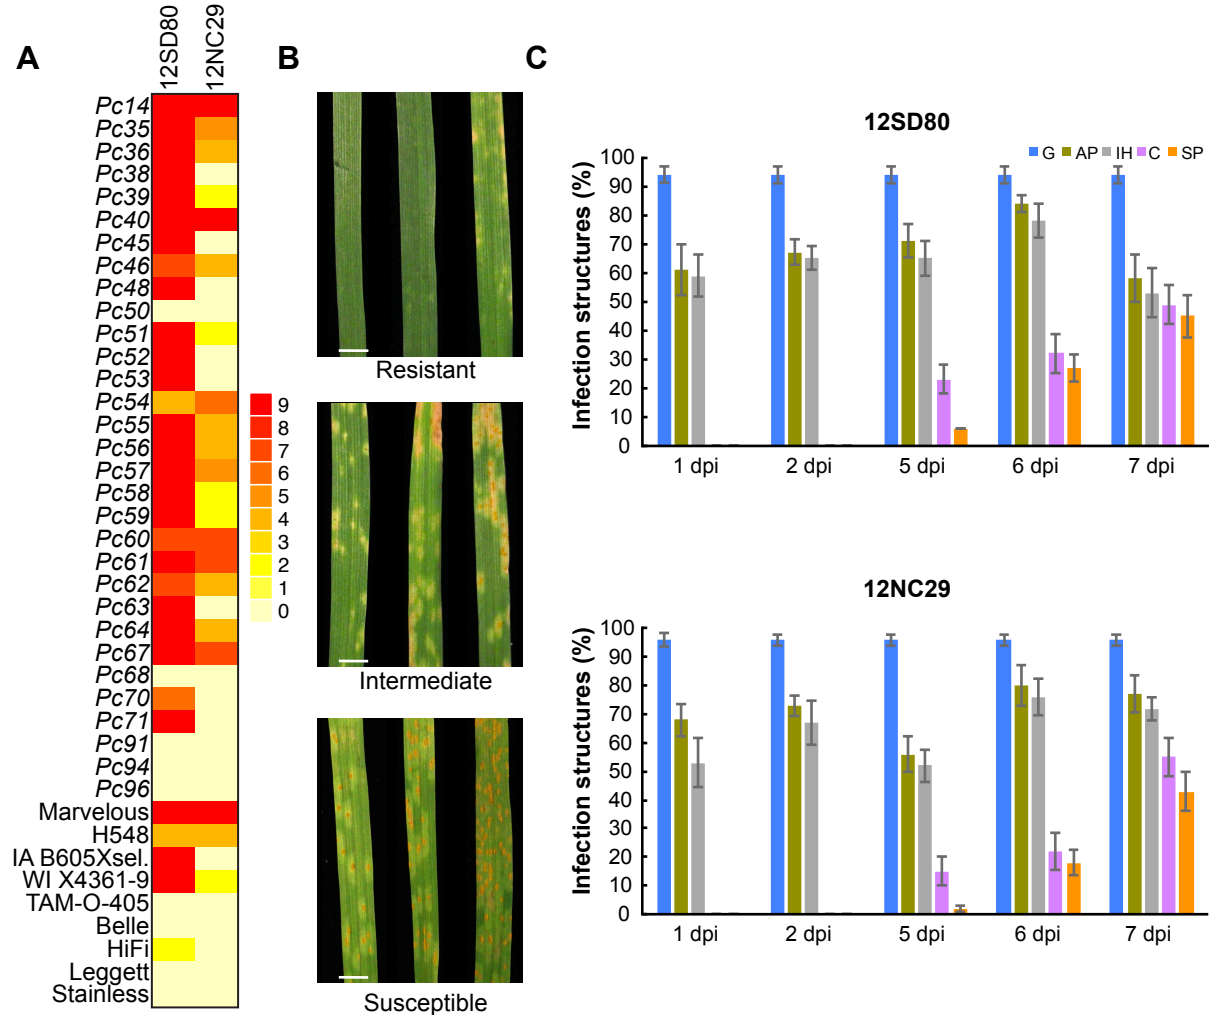 A
12SD80
12NC29
Pc14
Pc35
Pc36
Pc38
Pc39
Pc40
Pc45
Pc46
Pc48
Pc50
Pc51
Pc52
Pc53
Pc54
Pc55
Pc56
Pc57
Pc58
Pc59
Pc60
Pc61
Pc62
Pc63
Pc64
Pc67
Pc68
Pc70
Pc71
Pc91
Pc94
Pc96
Marvelous
H548
IA B605Xsel.
WI X4361-9
TAM-O-405
Belle
HiFi
Leggett
Stainless
9
8
7
6
5
4
3
2
1
0
B
Resistant
Intermediate
Susceptible
C
12SD80
G AP IH C SP
Infection structures (%)
100
90
80
70
60
50
40
30
20
10
0
1 dpi 2 dpi 5 dpi 6 dpi 7 dpi
12NC29
Infection structures (%)
100
90
80
70
60
50
40
30
20
10
0
1 dpi 2 dpi 5 dpi 6 dpi 7 dpi